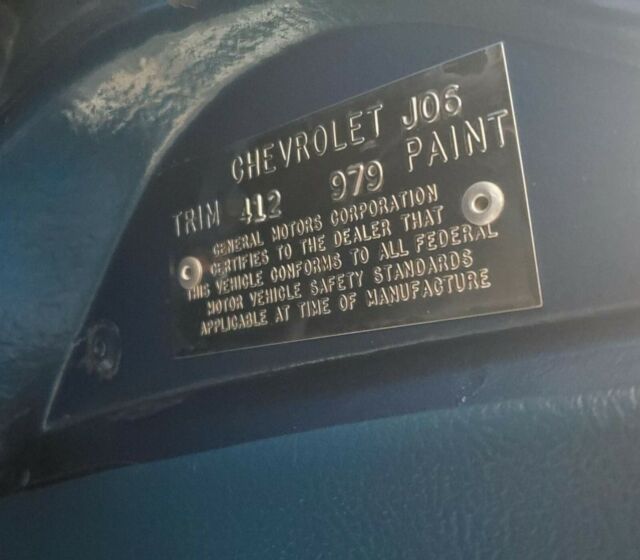 CHEVROLET J06
TRIM 412 979 PAINT
GENERAL MOTORS CORPORATION
CERTIFIES TO THE DEALER THAT
THIS VEHICLE CONFORMS TO ALL FEDERAL
MOTOR VEHICLE SAFETY STANDARDS
APPLICABLE AT TIME OF MANUFACTURE